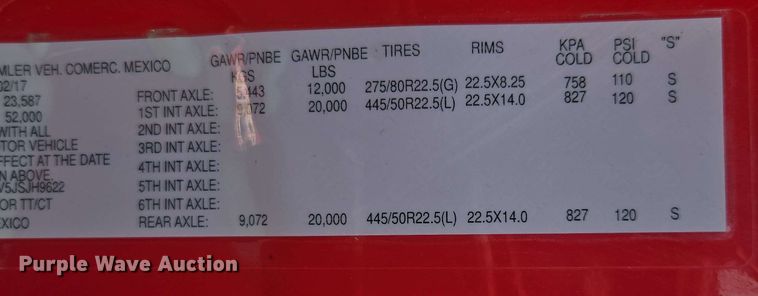 GAWR/PNBE GAWR/PNBE TIRES RIMS KPA PSI "S"
KGS LBS COLD COLD
MLER VEH. COMERC. MEXICO
02/17 FRONT AXLE: 5,443 12,000 275/80R22.5(G) 22.5X8.25 758 110 S
23,587 1ST INT AXLE: 9,072 20,000 445/50R22.5(L) 22.5X14.0 827 120 S
52,000 2ND INT AXLE:
WITH ALL 3RD INT AXLE:
TOR VEHICLE 4TH INT AXLE:
FFECT AT THE DATE 5TH INT AXLE:
N ABOVE. 6TH INT AXLE:
V5JSJH9622
OR TT/CT
EXICO REAR AXLE: 9,072 20,000 445/50R22.5(L) 22.5X14.0 827 120 S
Purple Wave Auction